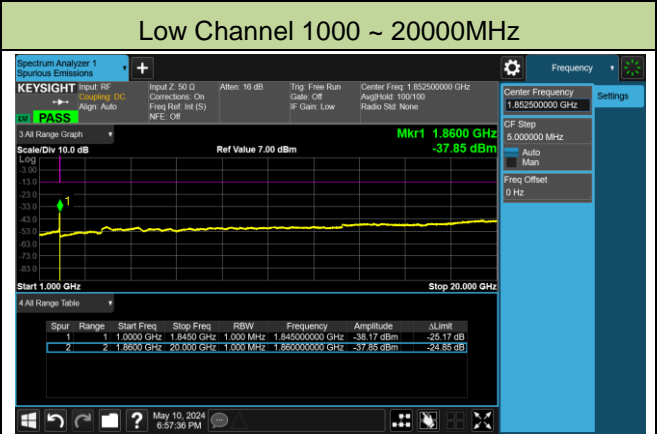 Low Channel 1000 ~ 20000MHz
Spectrum Analyzer 1
Spurious Emissions
Frequency
KEYSIGHT Input: RF Input Z: 50 Ω Atten: 16 dB Trig: Free Run Center Freq: 1.852500000 GHz
Coupling: DC Corrections: On Gate: Off Avg|Hold: 100/100
Align: Auto Freq Ref: Int (S) IF Gain: Low Radio Std: None
NFE: Off
PASS
Center Frequency
1.852500000 GHz
Settings
CF Step
5.000000 MHz
Auto
Man
Freq Offset
0 Hz
3 All Range Graph
Mkr1 1.8600 GHz
Scale/Div 10.0 dB Ref Value 7.00 dBm -37.85 dBm
Log
-3.00
-13.0
-23.0
-33.0
-43.0
-53.0
-63.0
-73.0
-83.0
1
Start 1.000 GHz Stop 20.000 GHz
4 All Range Table
Spur Range Start Freq Stop Freq RBW Frequency Amplitude ΔLimit
1 1 1.0000 GHz 1.8450 GHz 1.000 MHz 1.845000000 GHz -38.17 dBm -25.17 dB
2 2 1.8600 GHz 20.000 GHz 1.000 MHz 1.860000000 GHz -37.85 dBm -24.85 dB
May 10, 2024
6:57:36 PM